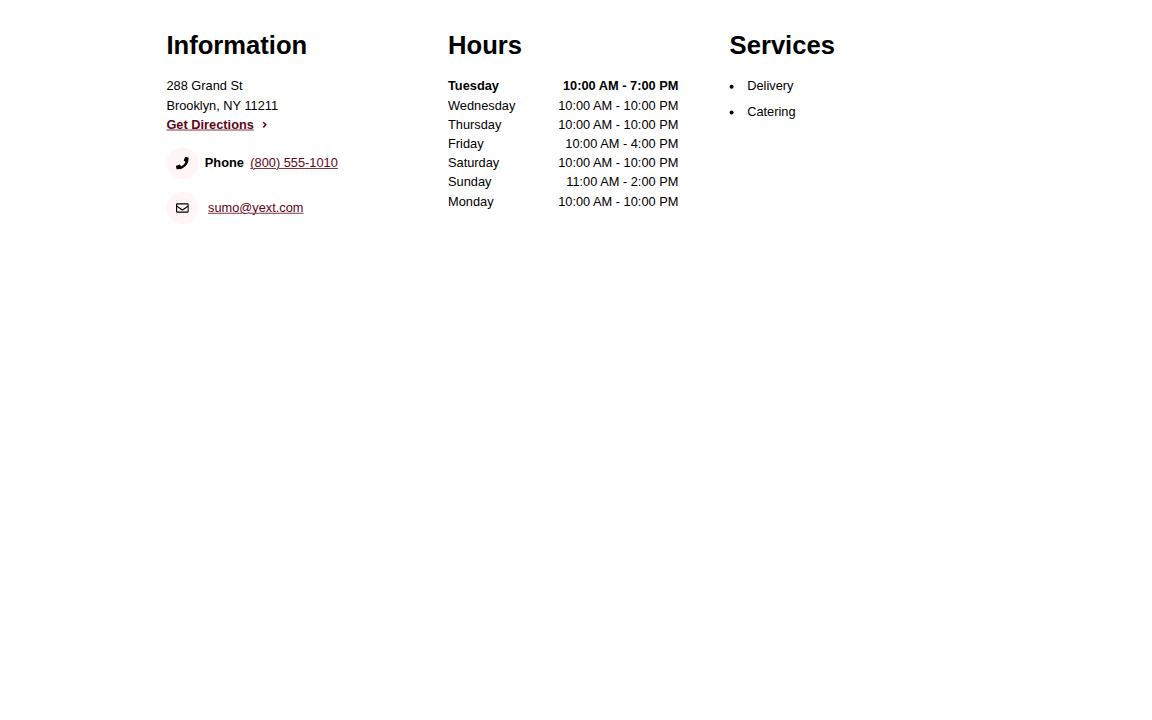 Information
288 Grand St
Brooklyn, NY 11211
Get Directions
Phone (800) 555-1010
sumo@yext.com
Hours
Tuesday 10:00 AM - 7:00 PM
Wednesday 10:00 AM - 10:00 PM
Thursday 10:00 AM - 10:00 PM
Friday 10:00 AM - 4:00 PM
Saturday 10:00 AM - 10:00 PM
Sunday 11:00 AM - 2:00 PM
Monday 10:00 AM - 10:00 PM
Services
• Delivery
• Catering